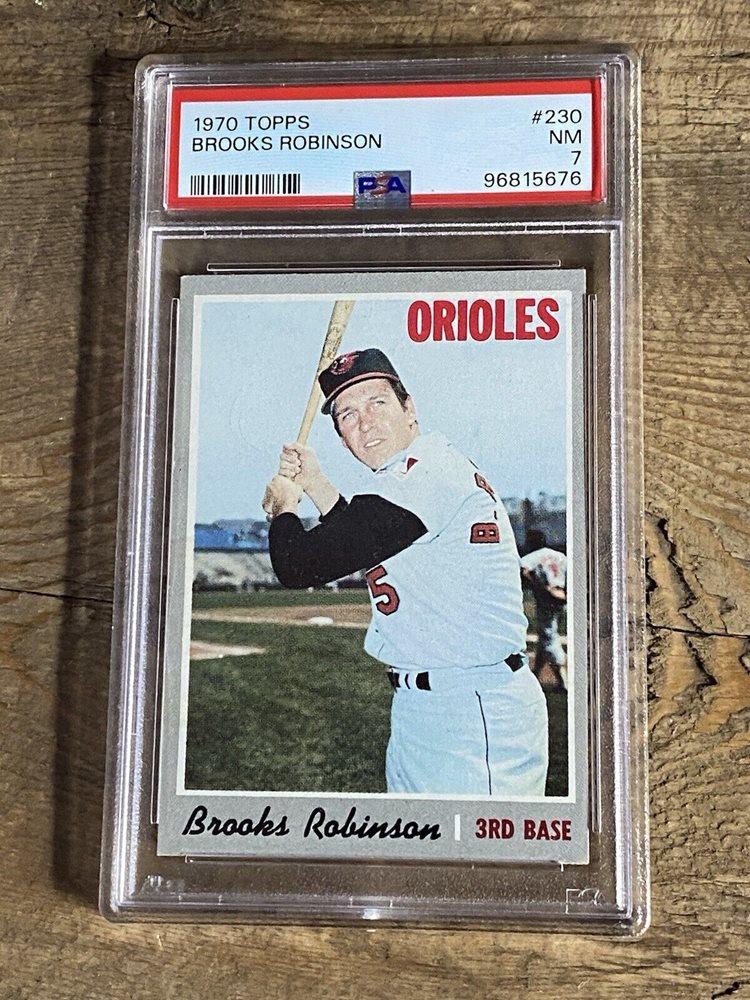 1970 TOPPS #230
BROOKS ROBINSON NM
7
PSA 96815676
ORIOLES
5
Brooks Robinson | 3RD BASE